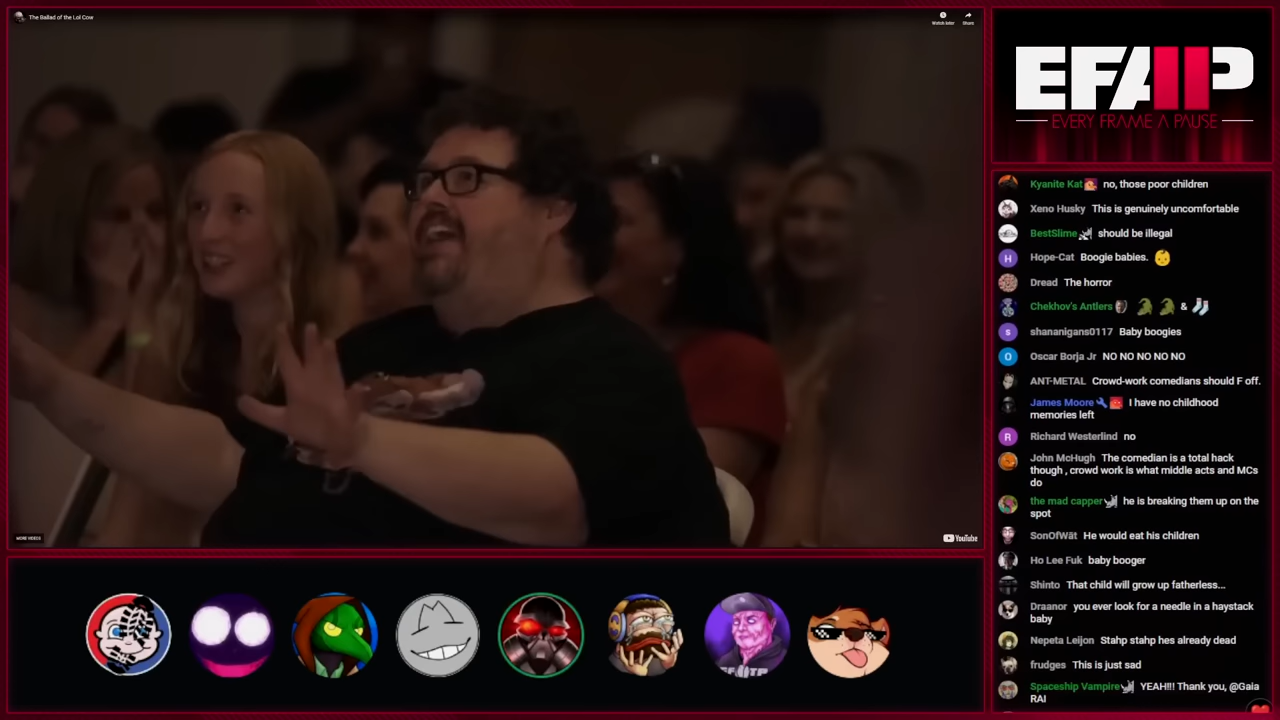 The Ballad of the Lol Cow
Watch later
Share
MORE VIDEOS
YouTube
EFAP
EVERY FRAME A PAUSE
Kyanite Kat no, those poor children
Xeno Husky This is genuinely uncomfortable
BestSlime should be illegal
H
Hope-Cat Boogie babies.
Dread The horror
Chekhov's Antlers &
s
shananigans0117 Baby boogies
O
Oscar Borja Jr NO NO NO NO NO
ANT-METAL Crowd-work comedians should F off.
James Moore I have no childhood
memories left
R
Richard Westerlind no
John McHugh The comedian is a total hack
though , crowd work is what middle acts and MCs
do
the mad capper he is breaking them up on the
spot
SonOfWät He would eat his children
Ho Lee Fuk baby booger
Shinto That child will grow up fatherless...
Draanor you ever look for a needle in a haystack
baby
Nepeta Leijon Stahp stahp hes already dead
frudges This is just sad
Spaceship Vampire YEAH!!! Thank you, @Gaia
RAI
EFAP